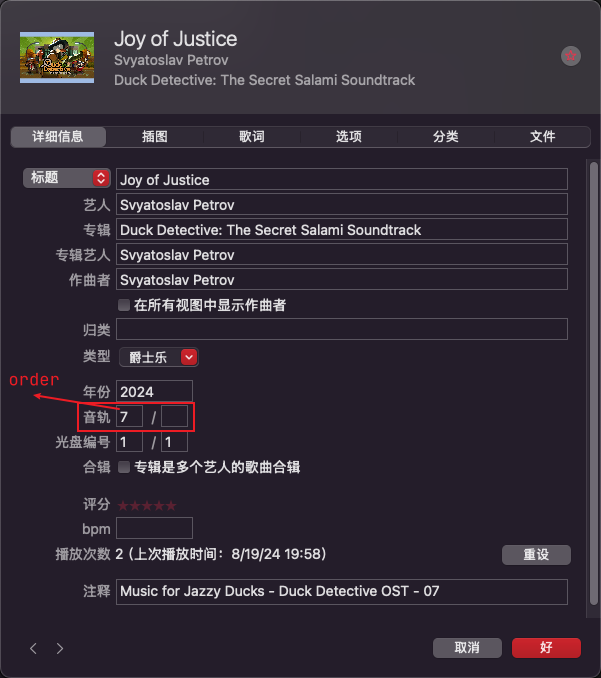 Joy of Justice
Svyatoslav Petrov
Duck Detective: The Secret Salami Soundtrack
详细信息 插图 歌词 选项 分类 文件
标题 Joy of Justice
艺人 Svyatoslav Petrov
专辑 Duck Detective: The Secret Salami Soundtrack
专辑艺人 Svyatoslav Petrov
作曲者 Svyatoslav Petrov
在所有视图中显示作曲者
归类
类型 爵士乐
order
年份 2024
音轨 7 /
光盘编号 1 / 1
合辑 专辑是多个艺人的歌曲合辑
评分 ★★★★★
bpm
播放次数 2 (上次播放时间：8/19/24 19:58) 重设
注释 Music for Jazzy Ducks - Duck Detective OST - 07
取消 好